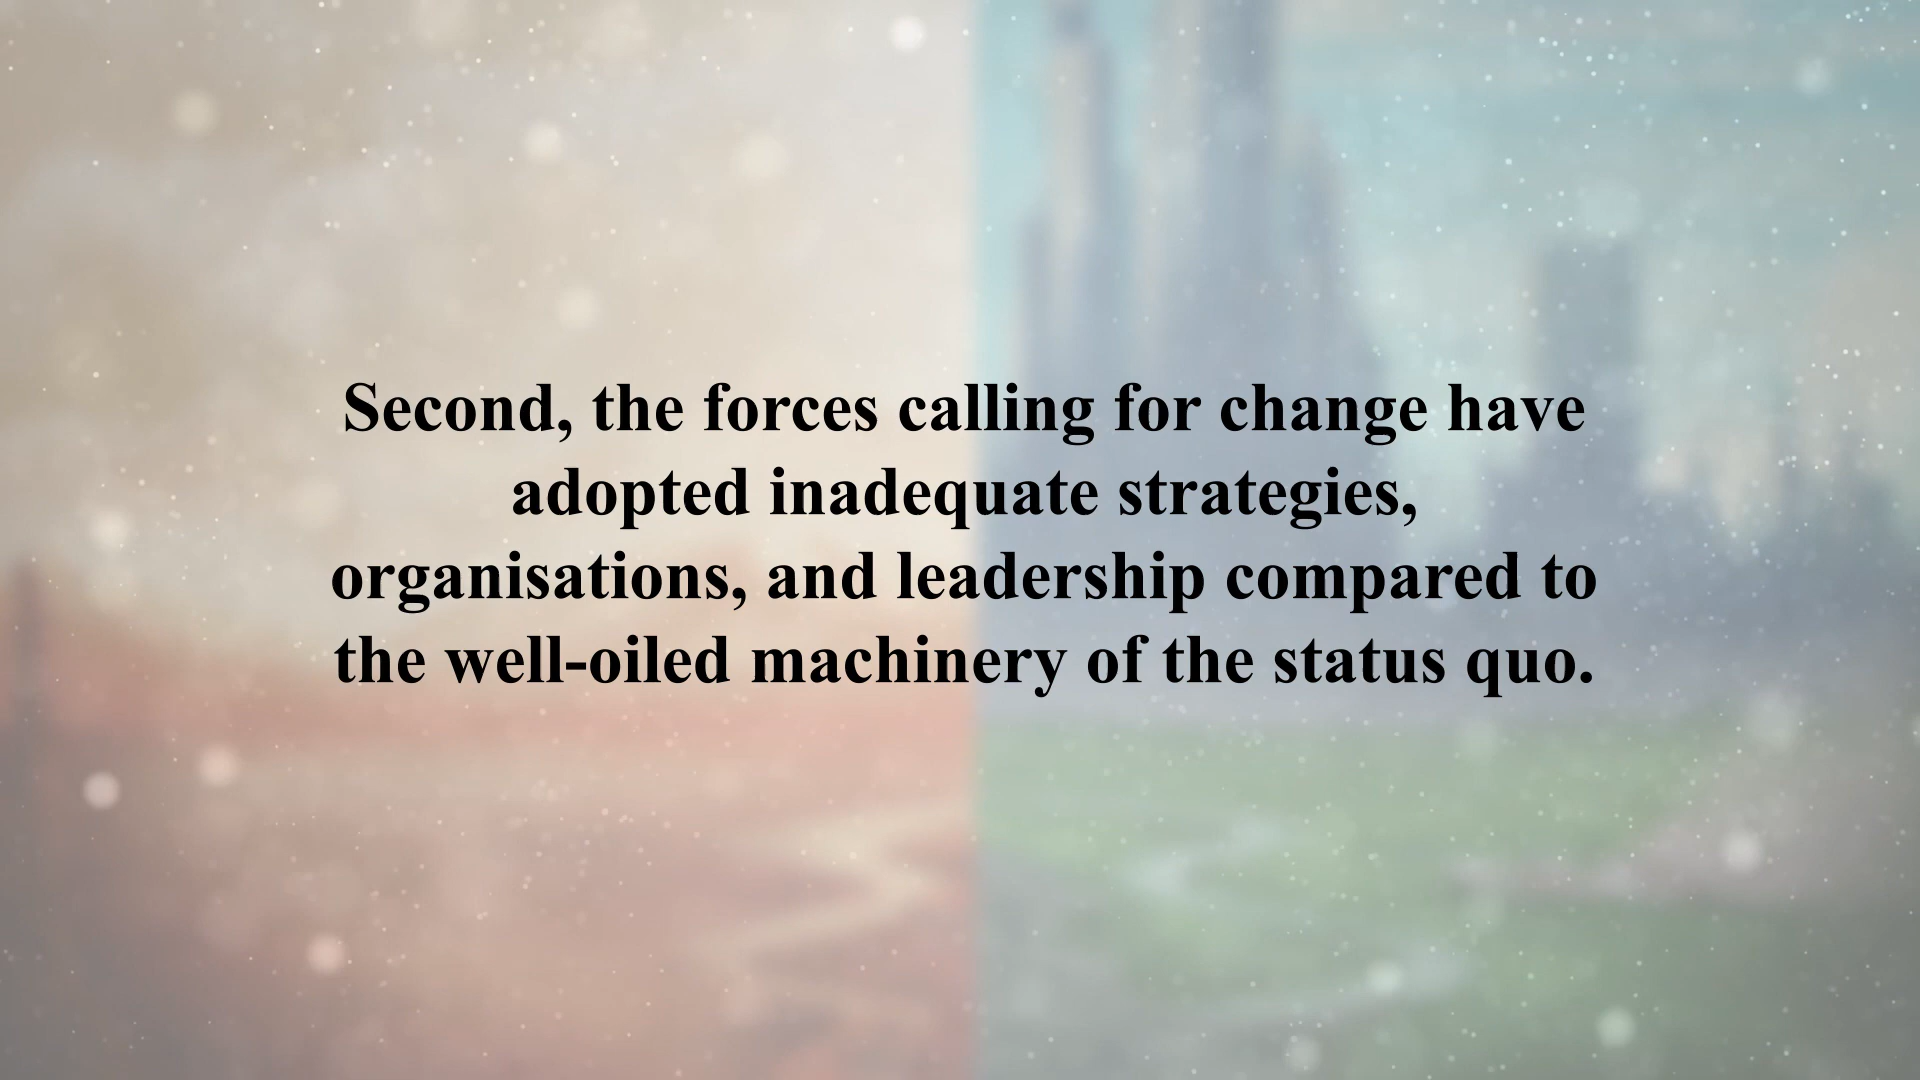 Second, the forces calling for change have
adopted inadequate strategies,
organisations, and leadership compared to
the well-oiled machinery of the status quo.